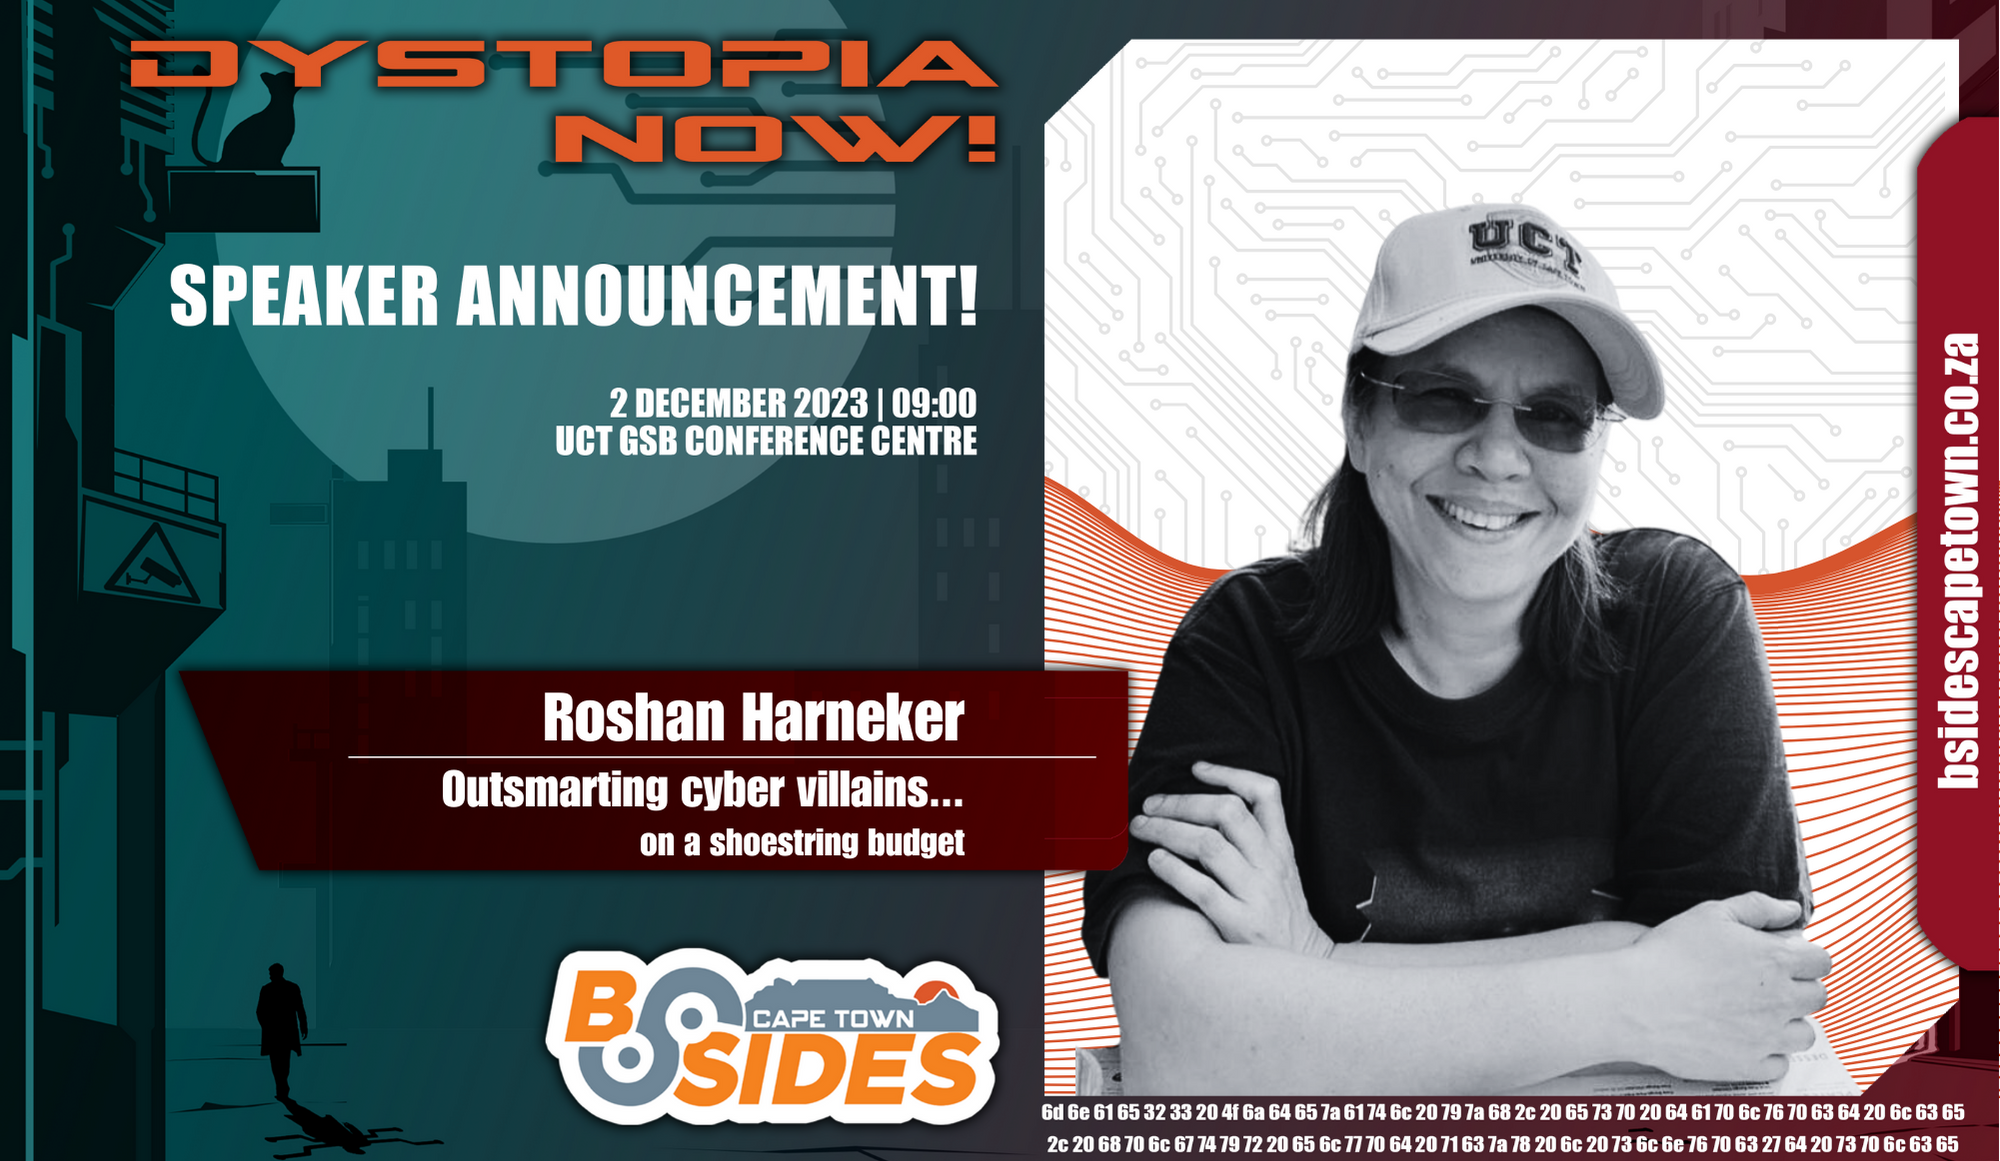 DYSTOPIA
NOW!
SPEAKER ANNOUNCEMENT!
2 DECEMBER 2023 | 09:00
UCT GSB CONFERENCE CENTRE
Roshan Harneker
Outsmarting cyber villains...
on a shoestring budget
B SIDES
CAPE TOWN
UCT
UNIVERSITY OF CAPE TOWN
bsidescapetown.co.za
6d 6e 61 65 32 33 20 4f 6a 64 65 7a 61 74 6c 20 79 7a 68 2c 20 65 73 70 20 64 61 70 6c 76 70 63 64 20 6c 63 65
2c 20 68 70 6c 67 74 79 72 20 65 6c 77 70 64 20 71 63 7a 78 20 6c 20 73 6c 6e 76 70 63 27 64 20 73 70 6c 63 65